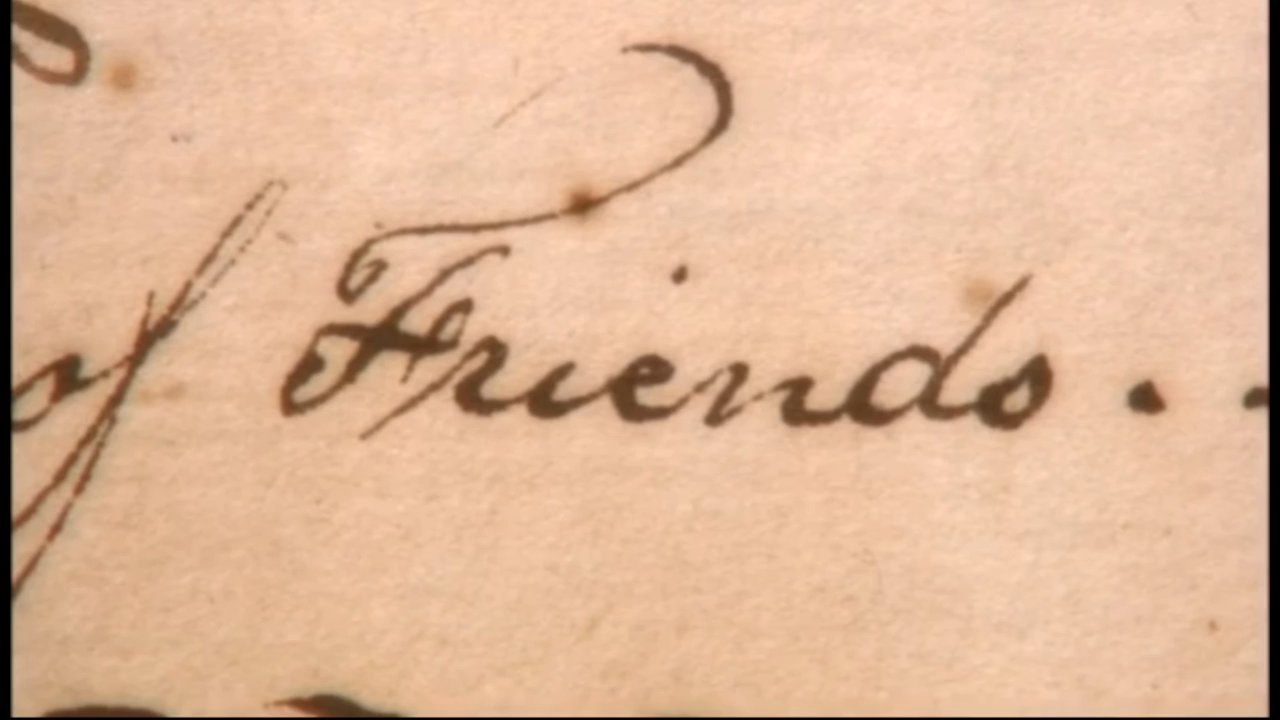 of Friends . .